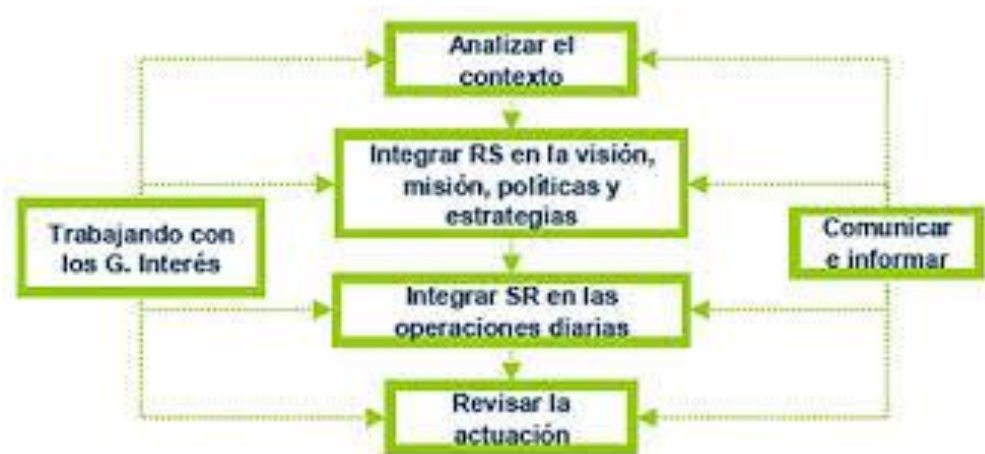 Analizar el
contexto
Integrar RS en la visión,
misión, políticas y
estrategias
Trabajando con
los G. Interés
Comunicar
e informar
Integrar SR en las
operaciones diarias
Revisar la
actuación